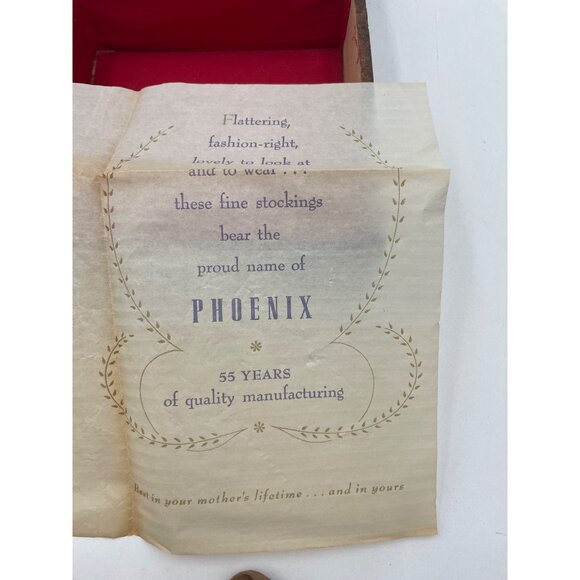 Flattering,
fashion-right,
lovely to look at
and to wear . . .
these fine stockings
bear the
proud name of
PHOENIX
55 YEARS
of quality manufacturing
Best in your mother's lifetime . . . and in yours